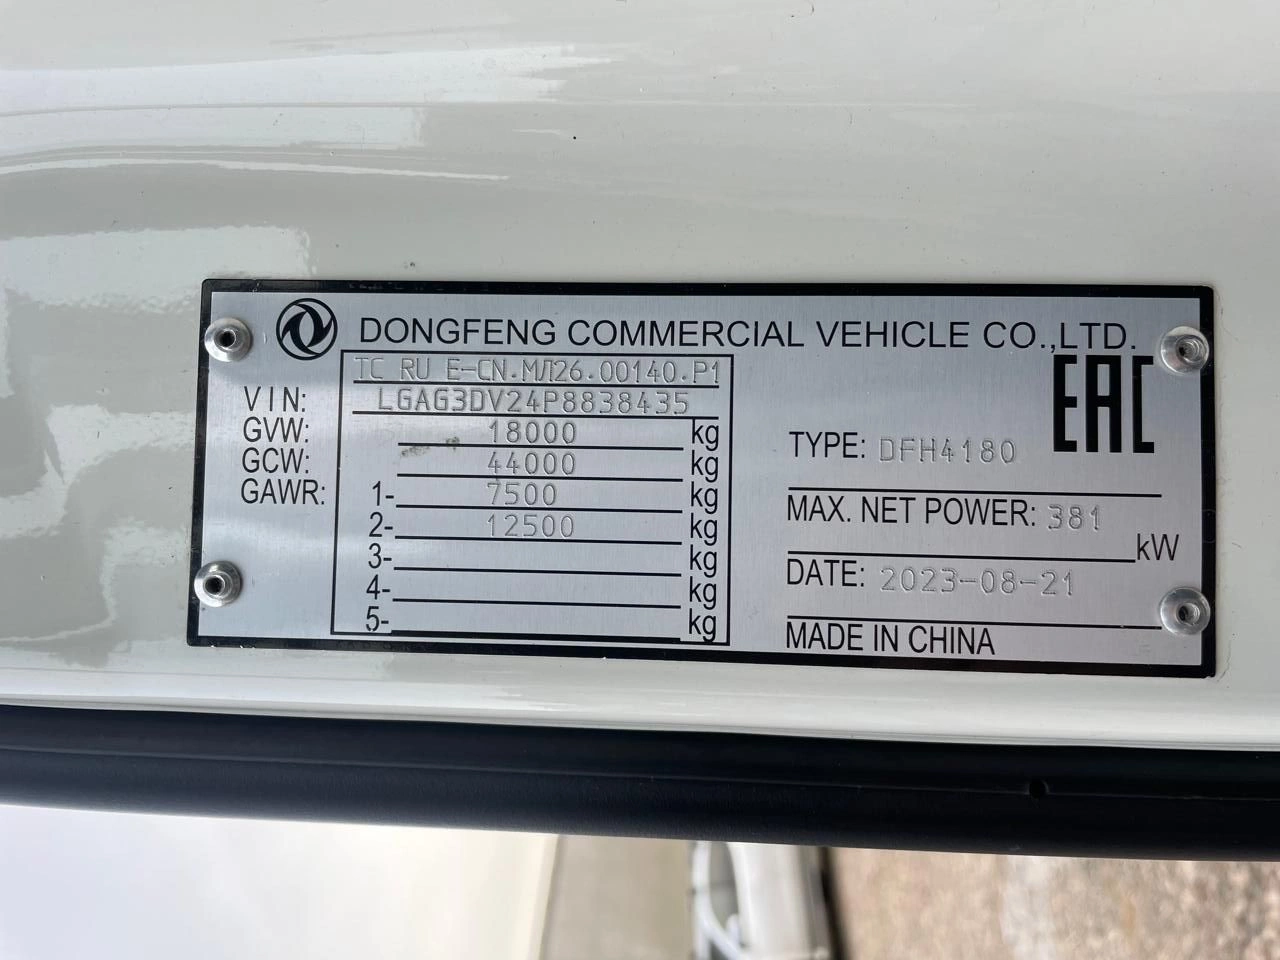 DONGFENG COMMERCIAL VEHICLE CO.,LTD.
TC RU E-CN.МЛ26.00140.P1
VIN: LGAG3DV24P8838435
GVW: 18000 kg
GCW: 44000 kg
GAWR: 1- 7500 kg
2- 12500 kg
3- kg
4- kg
5- kg
EAC
TYPE: DFH4180
MAX. NET POWER: 381 kW
DATE: 2023-08-21
MADE IN CHINA